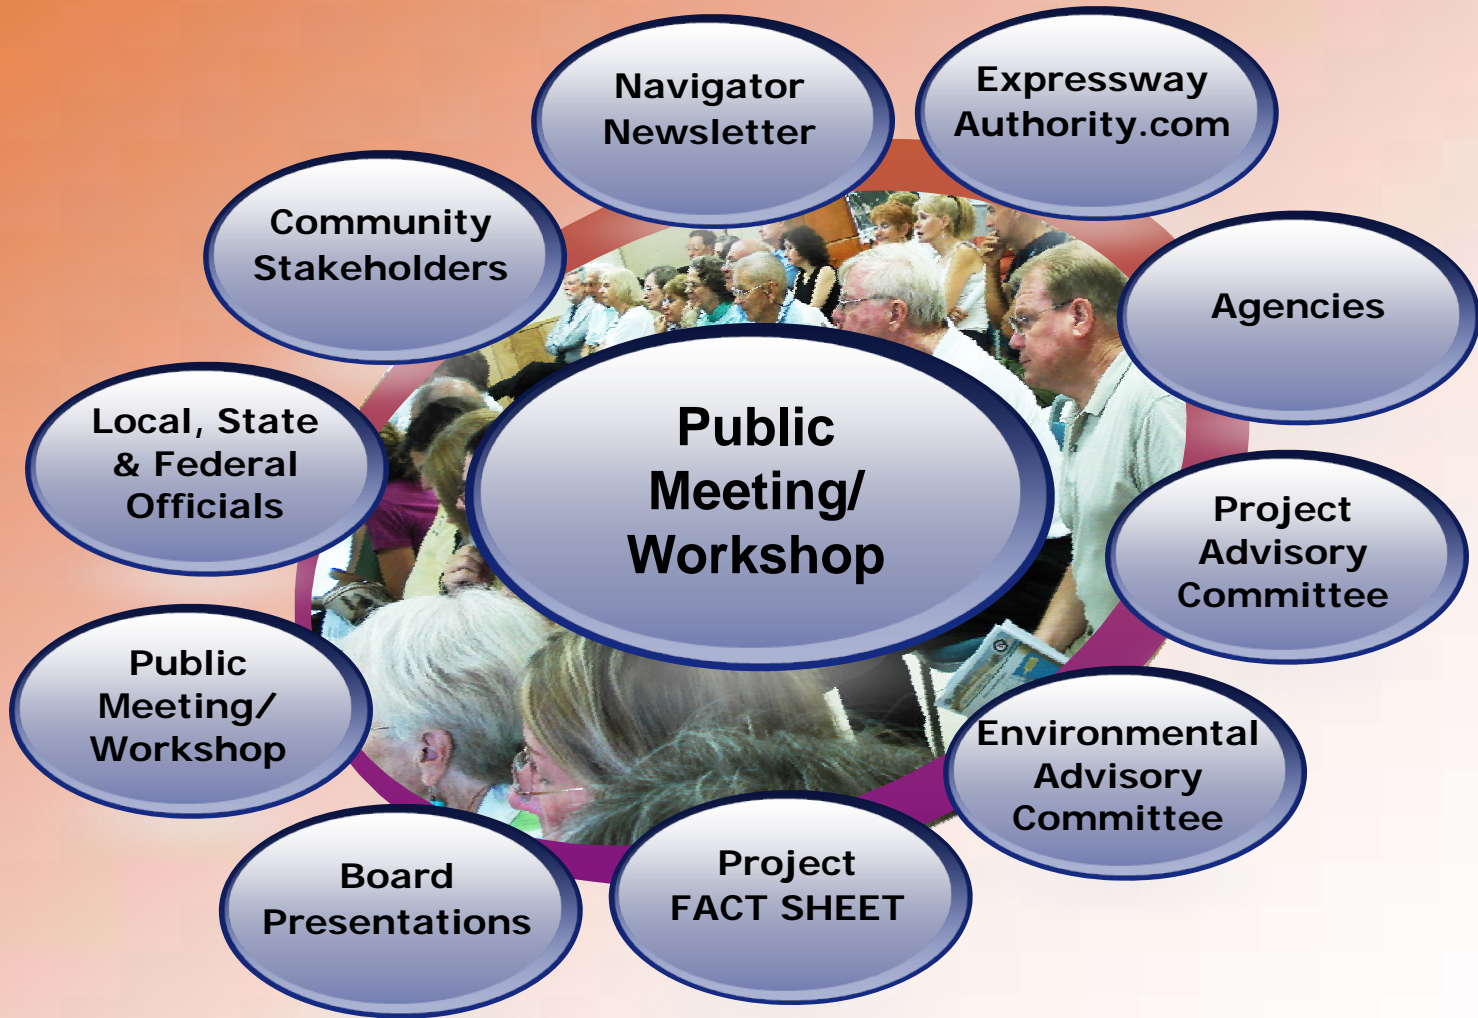 Navigator
Newsletter
Expressway
Authority.com
Community
Stakeholders
Agencies
Local, State
& Federal
Officials
Public
Meeting/
Workshop
Project
Advisory
Committee
Public
Meeting/
Workshop
Environmental
Advisory
Committee
Board
Presentations
Project
FACT SHEET